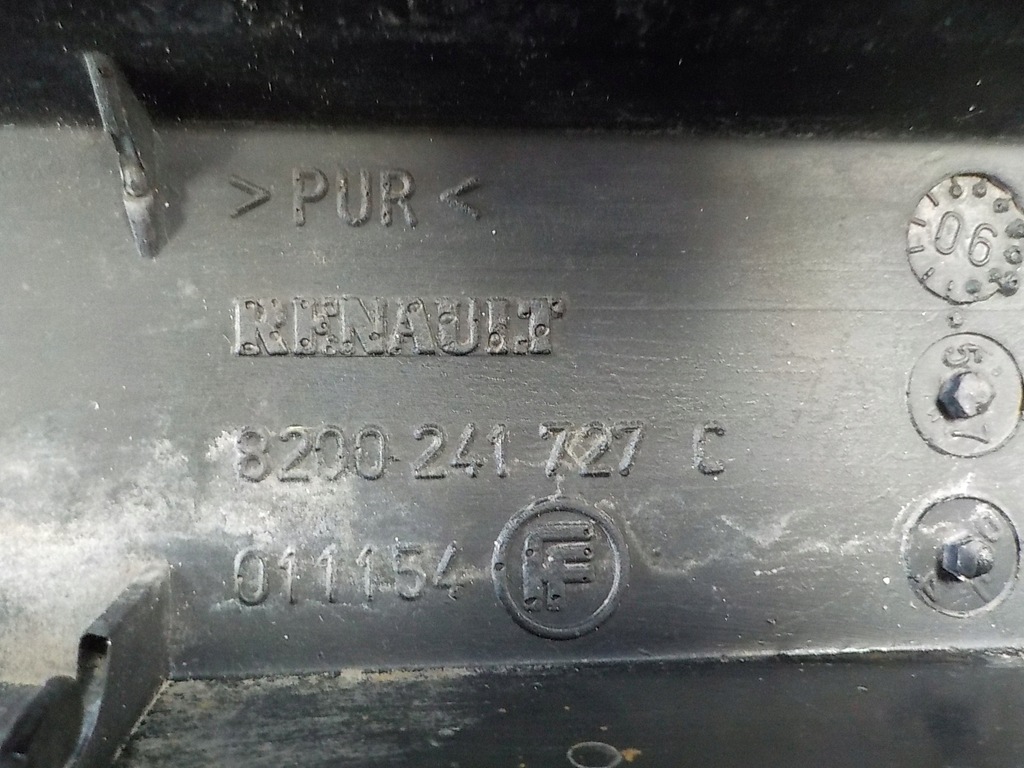 >PUR<
06
RENAULT
8200 241 727 C
011154